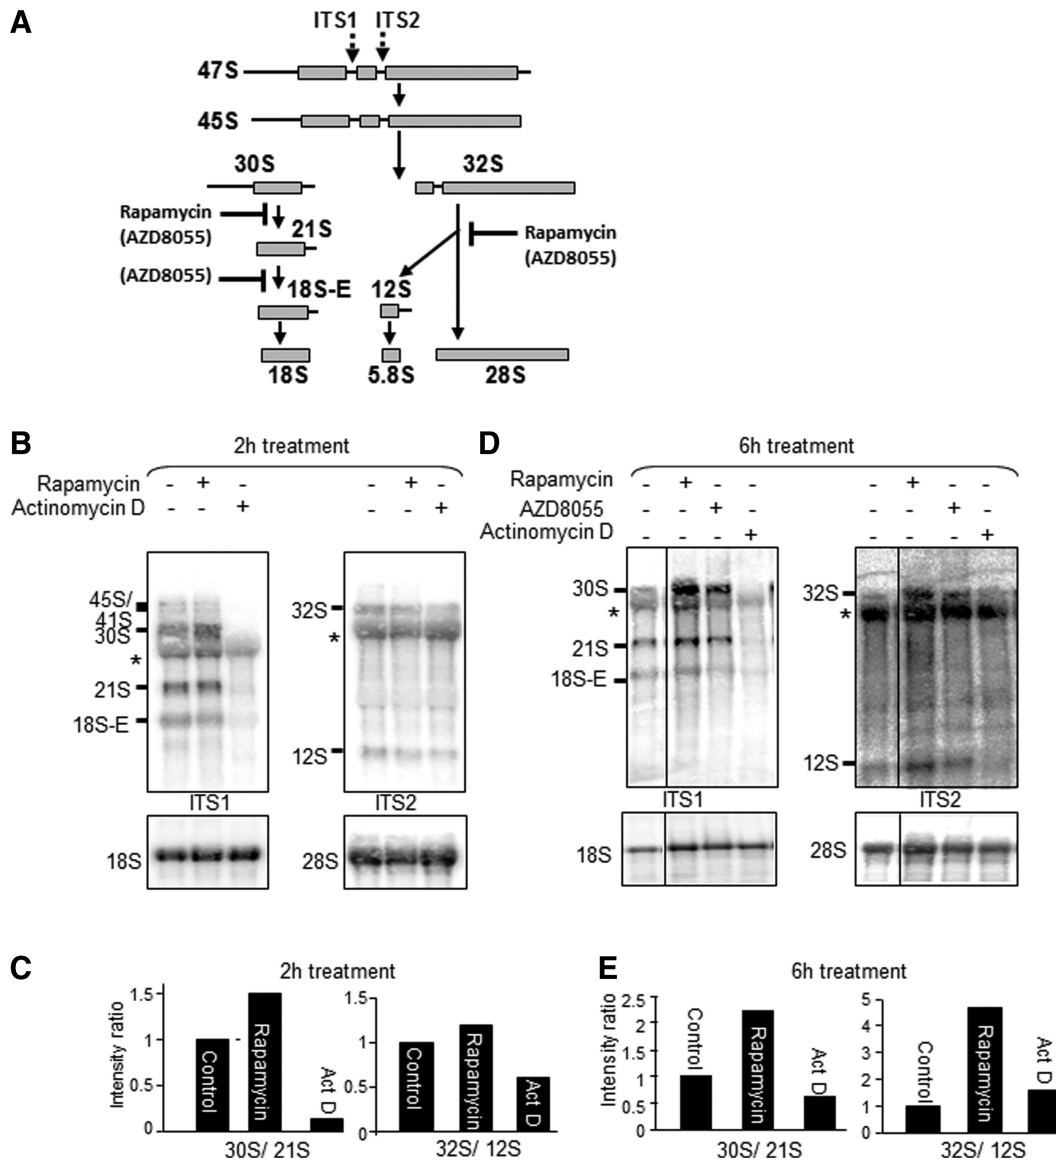 A
ITS1 ITS2
47S
45S
30S 32S
Rapamycin
(AZD8055)
21S
Rapamycin
(AZD8055)
(AZD8055)
18S-E 12S
18S 5.8S 28S
B
2h treatment
Rapamycin - + - - + -
Actinomycin D - - + - - +
45S/
41S
30S
*
21S
18S-E
ITS1
18S
32S
*
12S
ITS2
28S
D
6h treatment
Rapamycin - + - - - + - -
AZD8055 - - + - - - + -
Actinomycin D - - - + - - - +
30S
*
21S
18S-E
ITS1
18S
32S
*
12S
ITS2
28S
C
2h treatment
Intensity ratio
1.5
1
0.5
0
Control
Rapamycin
Act D
30S/ 21S
1.5
1
0.5
0
Control
Rapamycin
Act D
32S/ 12S
E
6h treatment
Intensity ratio
2.5
2
1.5
1
0.5
0
Control
Rapamycin
Act D
30S/ 21S
5
4
3
2
1
0
Control
Rapamycin
Act D
32S/ 12S